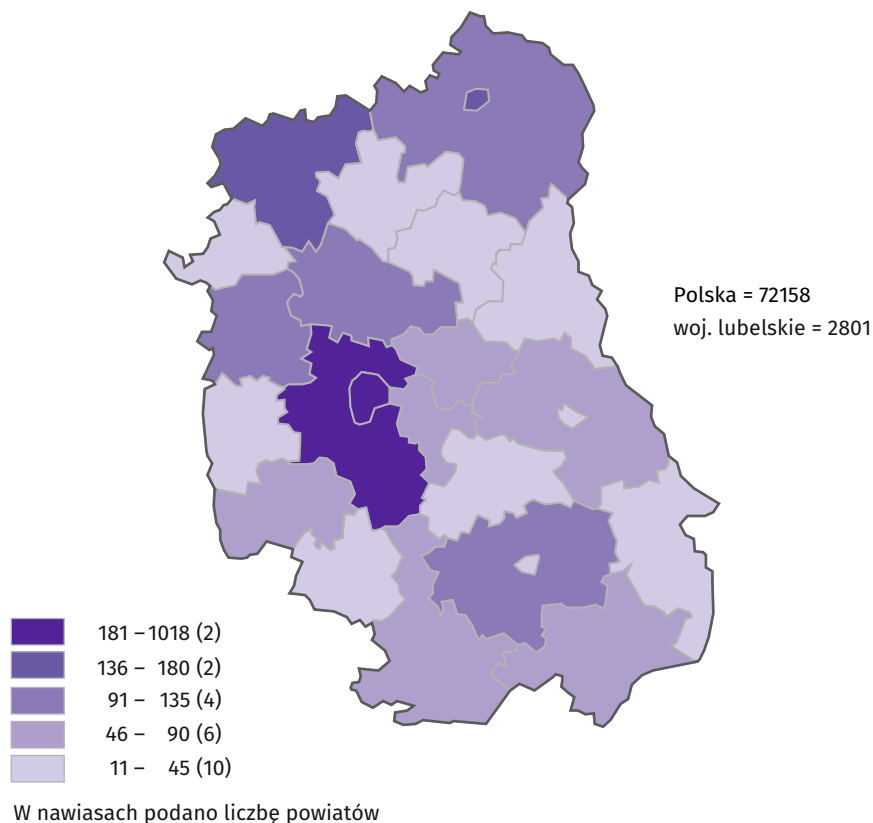 Polska = 72158
woj. lubelskie = 2801
181 – 1018 (2)
136 – 180 (2)
91 – 135 (4)
46 – 90 (6)
11 – 45 (10)
W nawiasach podano liczbę powiatów